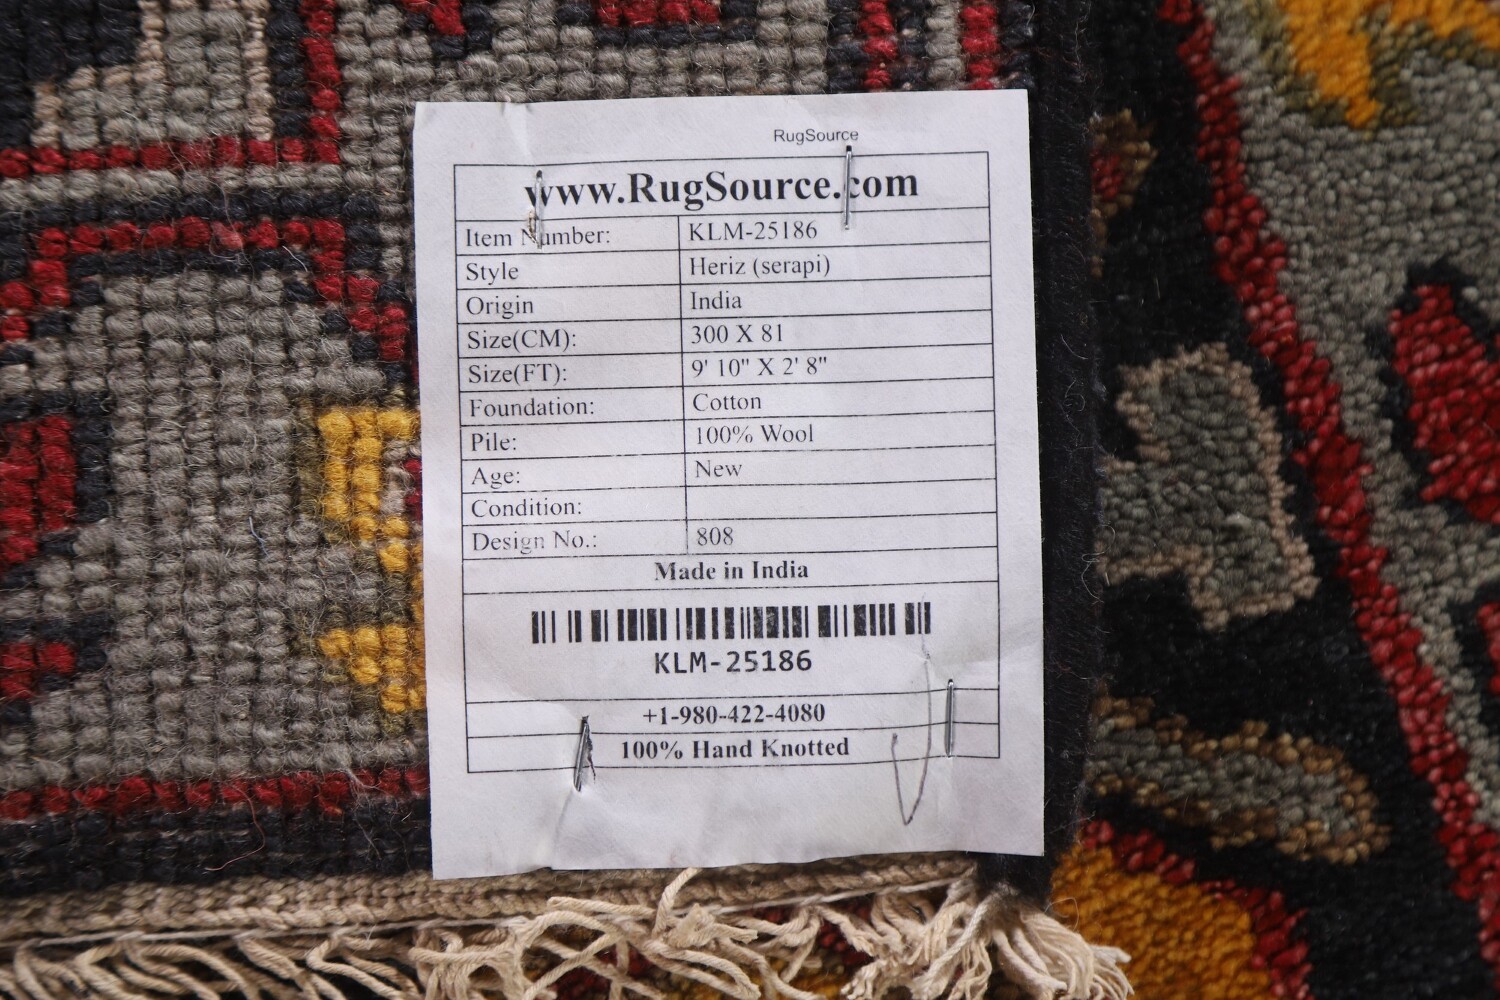 RugSource
www.RugSource.com
Item Number: KLM-25186
Style Heriz (serapi)
Origin India
Size(CM): 300 X 81
Size(FT): 9' 10" X 2' 8"
Foundation: Cotton
Pile: 100% Wool
Age: New
Condition:
Design No.: 808
Made in India
KLM-25186
+1-980-422-4080
100% Hand Knotted